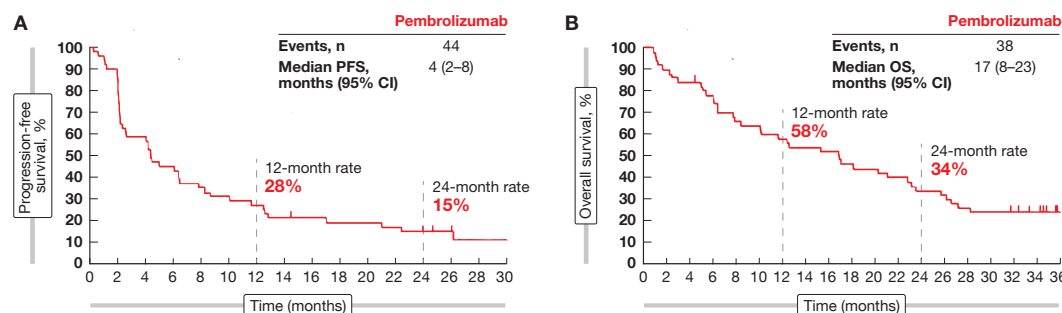 A
Pembrolizumab
Events, n 44
Median PFS, 4 (2–8)
months (95% CI)
Progression-free
survival, %
100
90
80
70
60
50
40
30
20
10
0
12-month rate
28%
24-month rate
15%
0 2 4 6 8 10 12 14 16 18 20 22 24 26 28 30
Time (months)
B
Pembrolizumab
Events, n 38
Median OS, 17 (8–23)
months (95% CI)
Overall survival, %
100
90
80
70
60
50
40
30
20
10
0
12-month rate
58%
24-month rate
34%
0 2 4 6 8 10 12 14 16 18 20 22 24 26 28 30 32 34 36
Time (months)